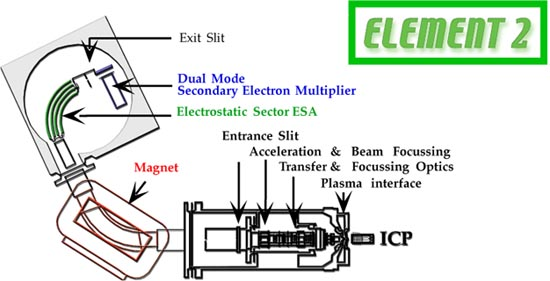 ELEMENT 2
Exit Slit
Dual Mode
Secondary Electron Multiplier
Electrostatic Sector ESA
Entrance Slit
Acceleration & Beam Focussing
Transfer & Focussing Optics
Plasma interface
Magnet
ICP